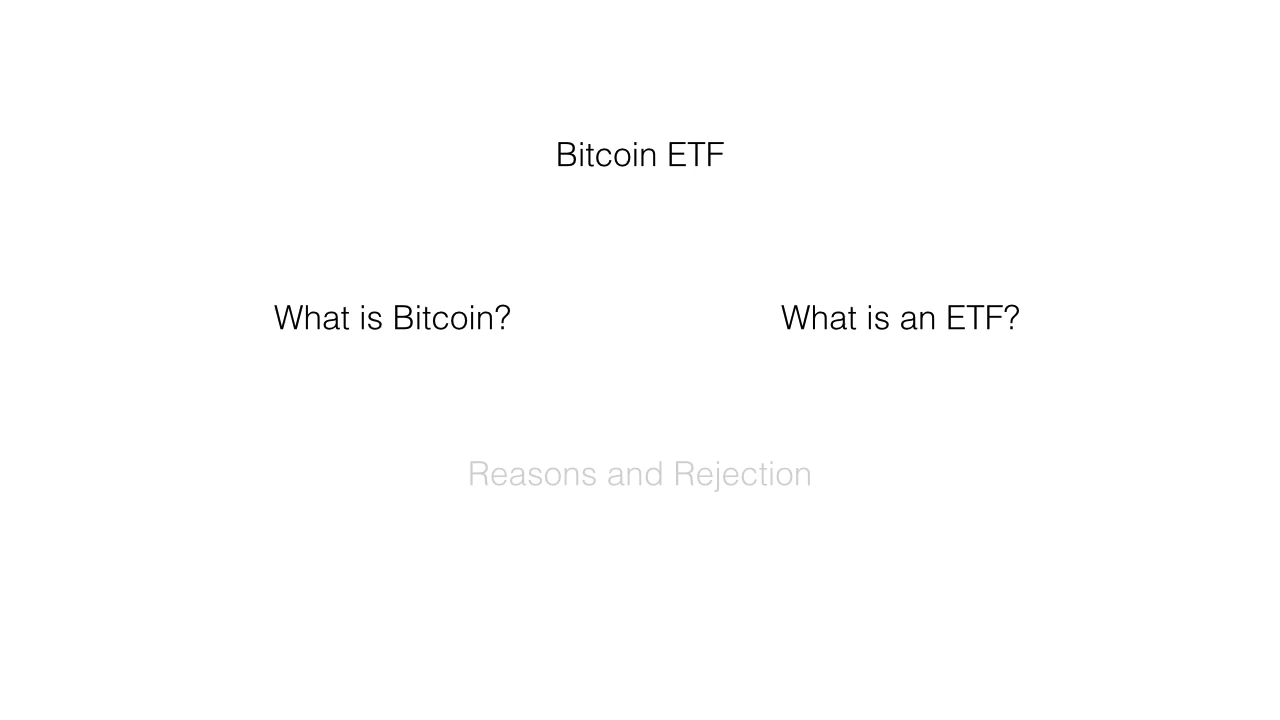 Bitcoin ETF
What is Bitcoin?
What is an ETF?
Reasons and Rejection